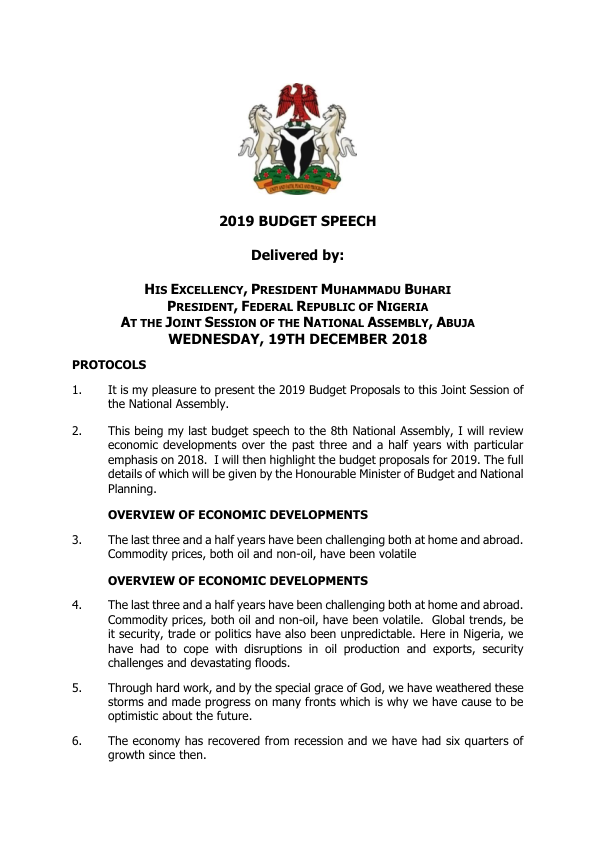 UNITY AND FAITH, PEACE AND PROGRESS
2019 BUDGET SPEECH
Delivered by:
HIS EXCELLENCY, PRESIDENT MUHAMMADU BUHARI
PRESIDENT, FEDERAL REPUBLIC OF NIGERIA
AT THE JOINT SESSION OF THE NATIONAL ASSEMBLY, ABUJA
WEDNESDAY, 19TH DECEMBER 2018
PROTOCOLS
1. It is my pleasure to present the 2019 Budget Proposals to this Joint Session of
the National Assembly.
2. This being my last budget speech to the 8th National Assembly, I will review
economic developments over the past three and a half years with particular
emphasis on 2018. I will then highlight the budget proposals for 2019. The full
details of which will be given by the Honourable Minister of Budget and National
Planning.
OVERVIEW OF ECONOMIC DEVELOPMENTS
3. The last three and a half years have been challenging both at home and abroad.
Commodity prices, both oil and non-oil, have been volatile
OVERVIEW OF ECONOMIC DEVELOPMENTS
4. The last three and a half years have been challenging both at home and abroad.
Commodity prices, both oil and non-oil, have been volatile. Global trends, be
it security, trade or politics have also been unpredictable. Here in Nigeria, we
have had to cope with disruptions in oil production and exports, security
challenges and devastating floods.
5. Through hard work, and by the special grace of God, we have weathered these
storms and made progress on many fronts which is why we have cause to be
optimistic about the future.
6. The economy has recovered from recession and we have had six quarters of
growth since then.